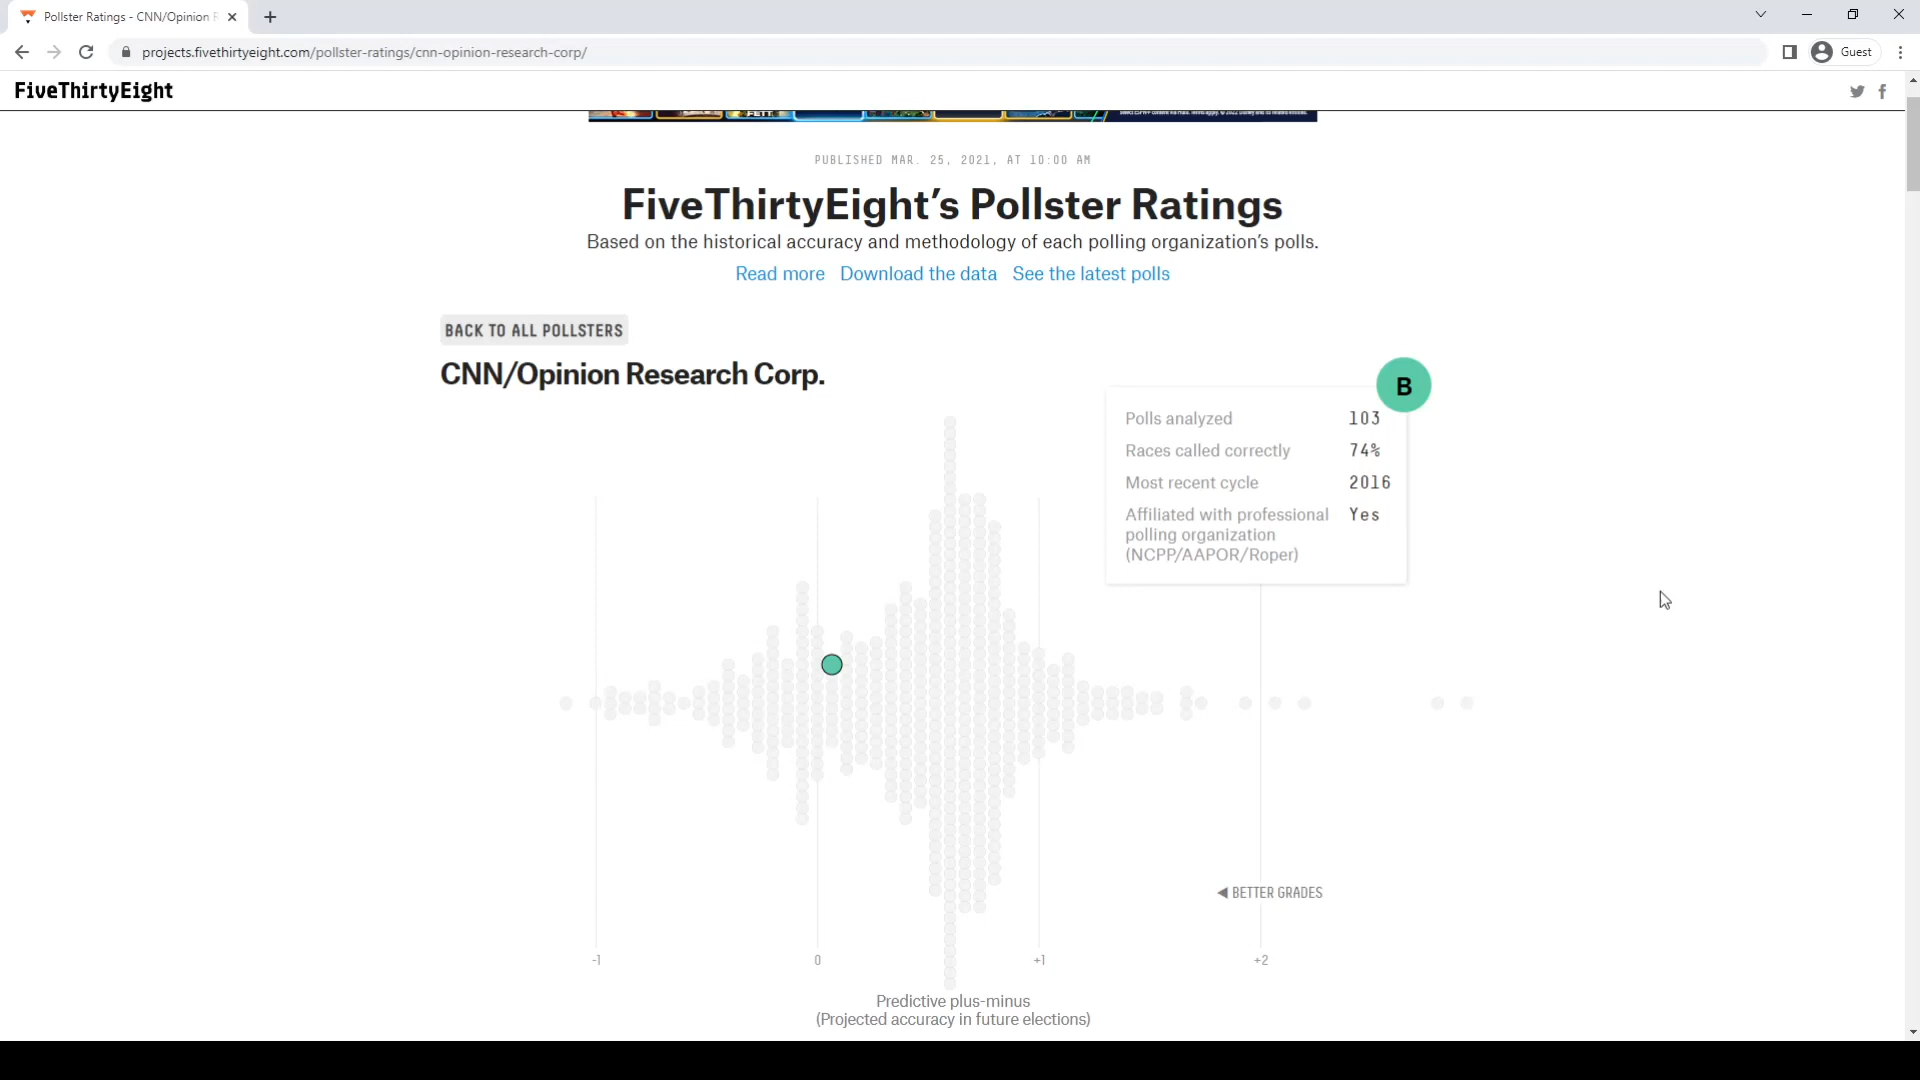 Pollster Ratings - CNN/Opinion R
projects.fivethirtyeight.com/pollster-ratings/cnn-opinion-research-corp/
Guest
FiveThirtyEight
FETT
PUBLISHED MAR. 25, 2021, AT 10:00 AM
FiveThirtyEight's Pollster Ratings
Based on the historical accuracy and methodology of each polling organization's polls.
Read more Download the data See the latest polls
BACK TO ALL POLLSTERS
CNN/Opinion Research Corp.
B
Polls analyzed 103
Races called correctly 74%
Most recent cycle 2016
Affiliated with professional Yes
polling organization
(NCPP/AAPOR/Roper)
◀ BETTER GRADES
-1 0 +1 +2
Predictive plus-minus
(Projected accuracy in future elections)